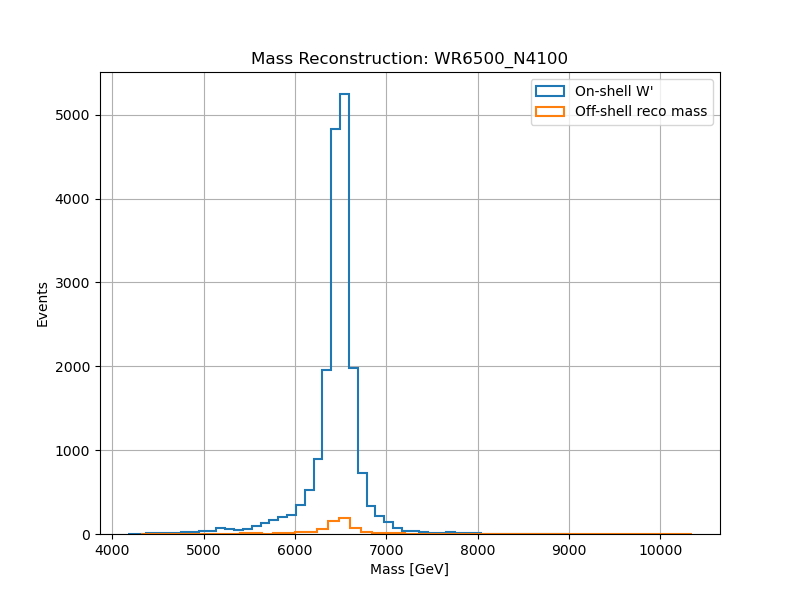 Mass Reconstruction: WR6500_N4100
On-shell W'
Off-shell reco mass
Events
5000
4000
3000
2000
1000
0
4000 5000 6000 7000 8000 9000 10000
Mass [GeV]